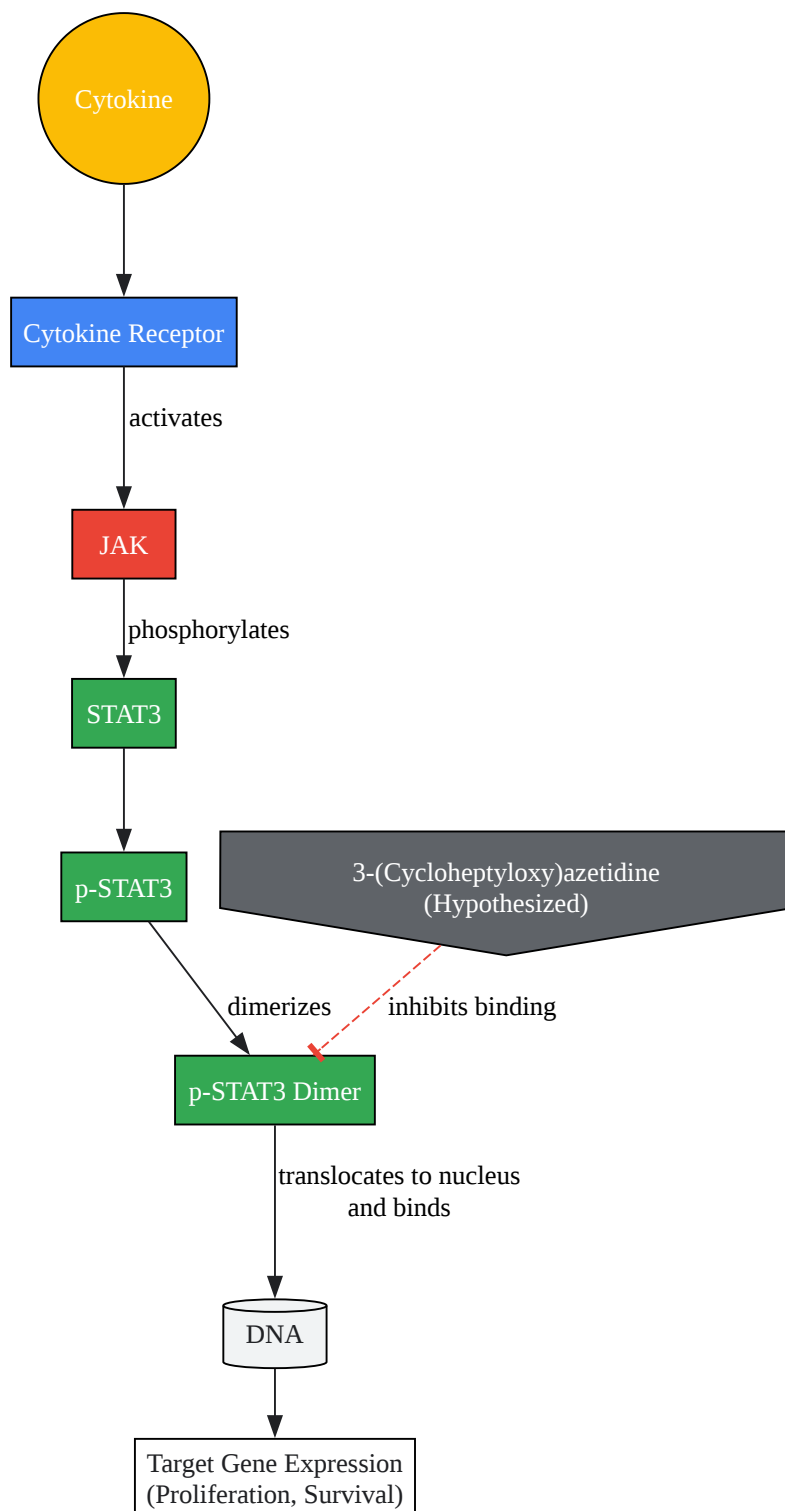 Cytokine
Cytokine Receptor
activates
JAK
phosphorylates
STAT3
p-STAT3
3-(Cycloheptyloxy)azetidine
(Hypothesized)
dimerizes
inhibits binding
p-STAT3 Dimer
translocates to nucleus
and binds
DNA
Target Gene Expression
(Proliferation, Survival)